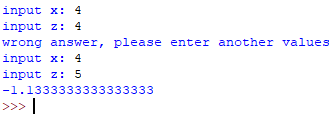 input x: 4
input z: 4
wrong answer, please enter another values
input x: 4
input z: 5
-1.1333333333333333
>>>